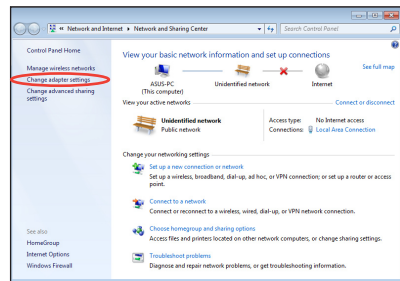 Network and Internet ▸ Network and Sharing Center
Search Control Panel
Control Panel Home
Manage wireless networks
Change adapter settings
Change advanced sharing
settings
See also
HomeGroup
Internet Options
Windows Firewall
View your basic network information and set up connections
See full map
ASUS-PC
(This computer)
Unidentified network
Internet
View your active networks
Connect or disconnect
Unidentified network
Public network
Access type: No Internet access
Connections: Local Area Connection
Change your networking settings
Set up a new connection or network
Set up a wireless, broadband, dial-up, ad hoc, or VPN connection; or set up a router or access
point.
Connect to a network
Connect or reconnect to a wireless, wired, dial-up, or VPN network connection.
Choose homegroup and sharing options
Access files and printers located on other network computers, or change sharing settings.
Troubleshoot problems
Diagnose and repair network problems, or get troubleshooting information.